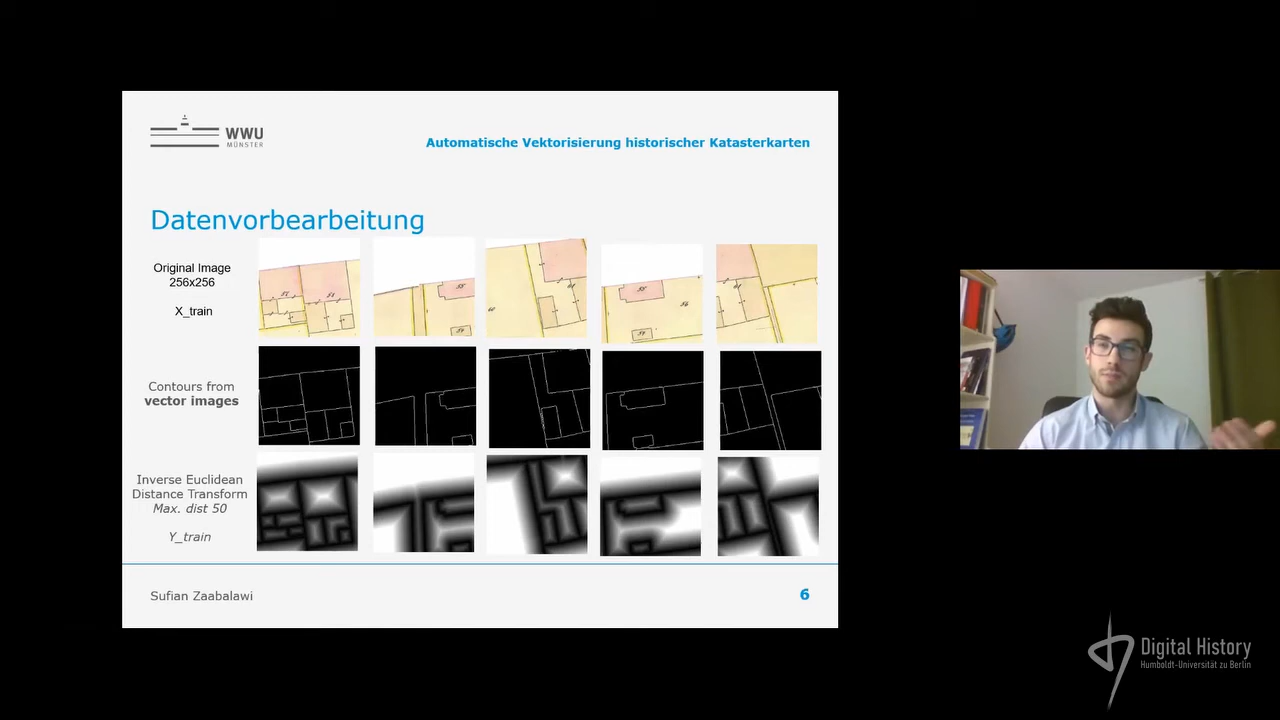 WWU
MÜNSTER
Automatische Vektorisierung historischer Katasterkarten
Datenvorbearbeitung
Original Image
256x256
X_train
Contours from
vector images
Inverse Euclidean
Distance Transform
Max. dist 50
Y_train
Sufian Zaabalawi
6
Digital History
Humboldt-Universität zu Berlin